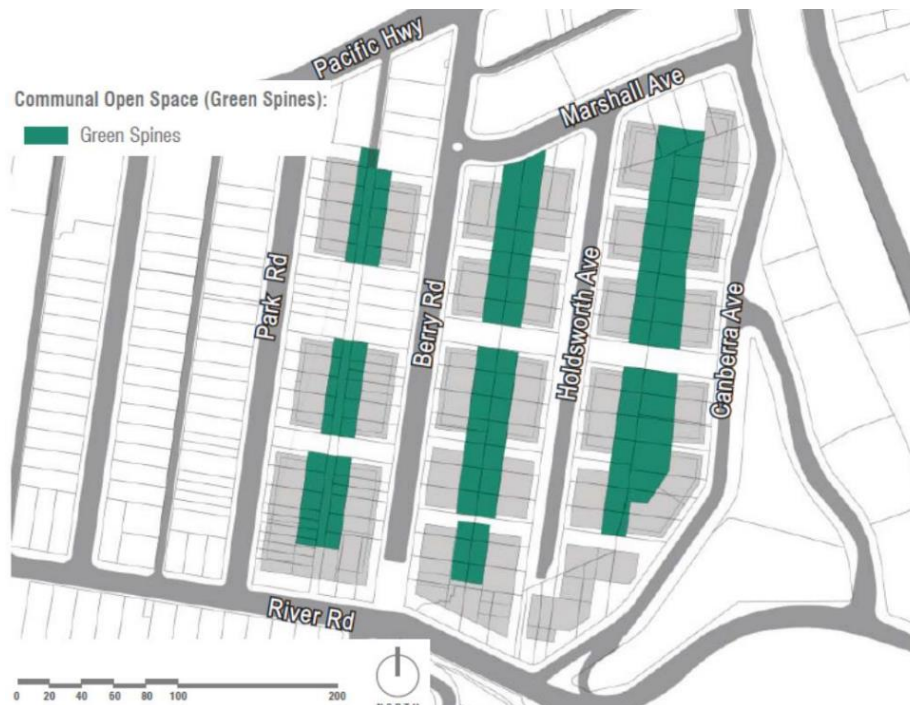 Pacific Hwy
Communal Open Space (Green Spines):
Green Spines
Marshall Ave
Park Rd
Berry Rd
Holdsworth Ave
Canberra Ave
River Rd
0 20 40 60 80 100 200